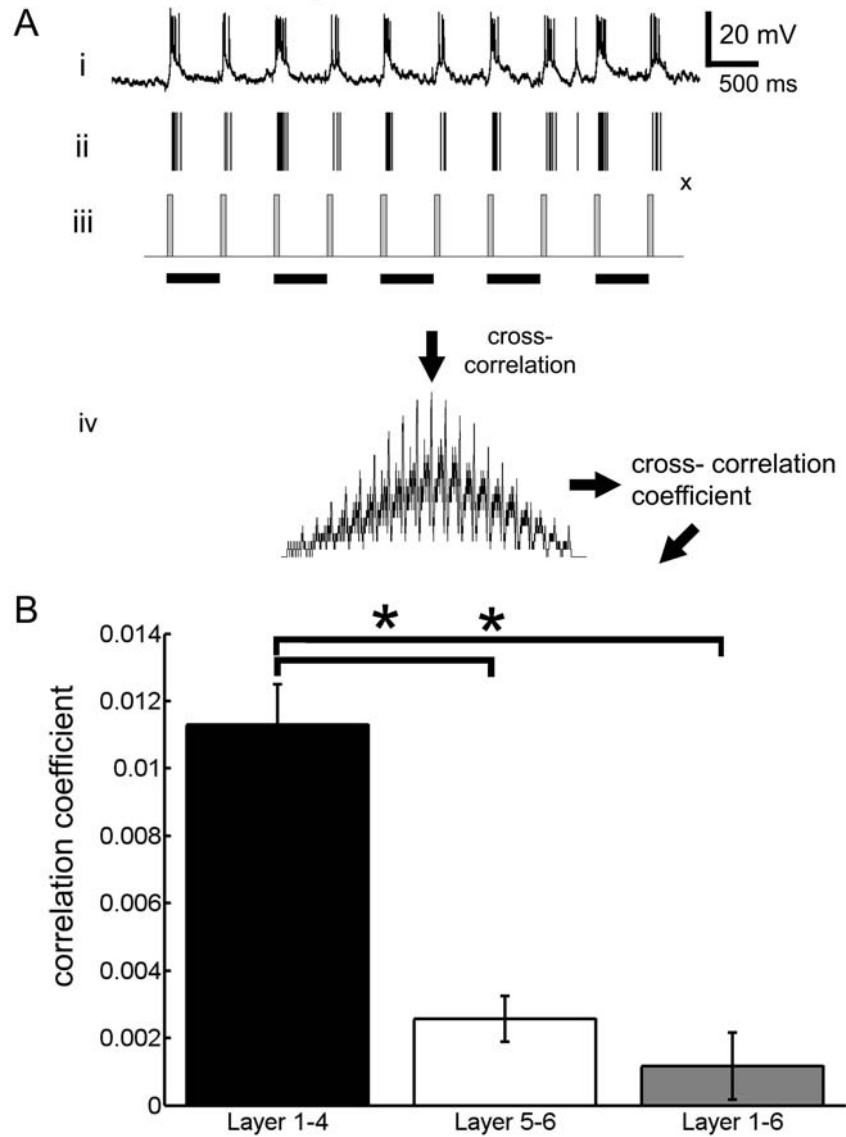 A
i
20 mV
500 ms
ii
x
iii
cross-
correlation
iv
cross- correlation
coefficient
B
* *
0.014
0.012
0.01
0.008
0.006
0.004
0.002
0
correlation coefficient
Layer 1-4
Layer 5-6
Layer 1-6